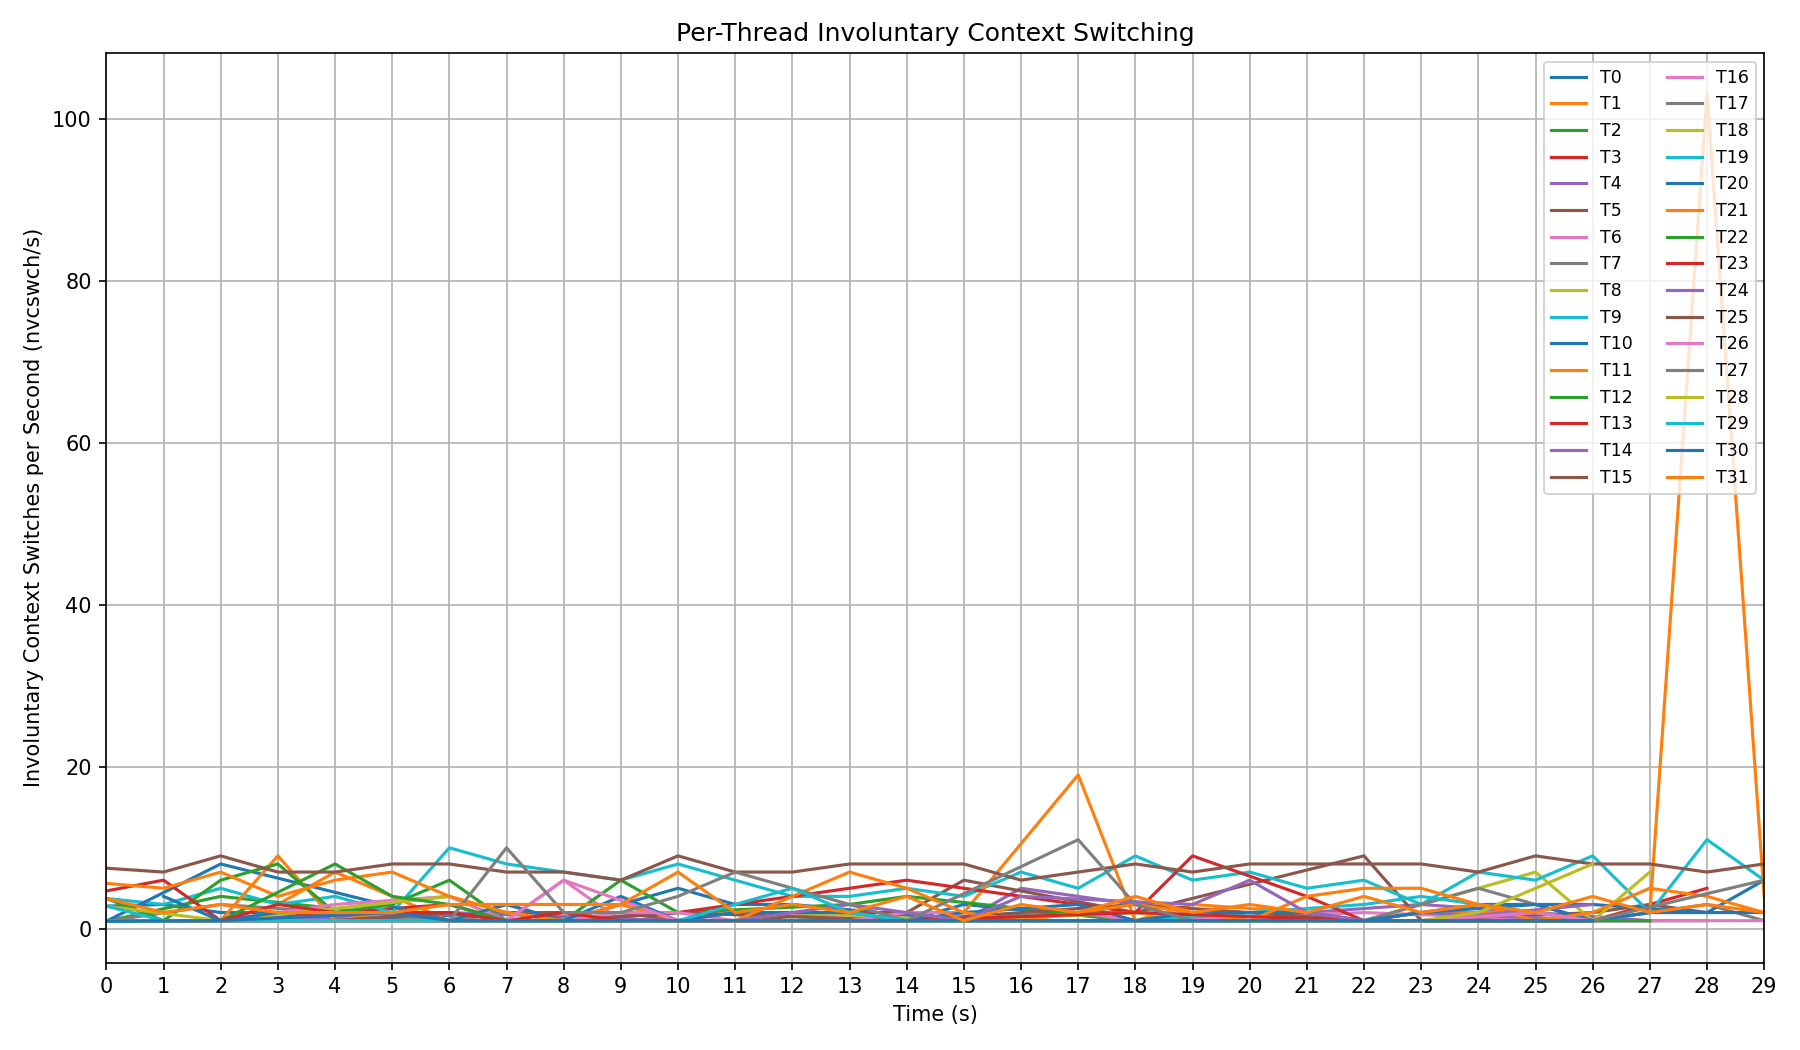 Per-Thread Involuntary Context Switching
Involuntary Context Switches per Second (nvcswch/s)
100
80
60
40
20
0
T0 T16
T1 T17
T2 T18
T3 T19
T4 T20
T5 T21
T6 T22
T7 T23
T8 T24
T9 T25
T10 T26
T11 T27
T12 T28
T13 T29
T14 T30
T15 T31
0 1 2 3 4 5 6 7 8 9 10 11 12 13 14 15 16 17 18 19 20 21 22 23 24 25 26 27 28 29
Time (s)